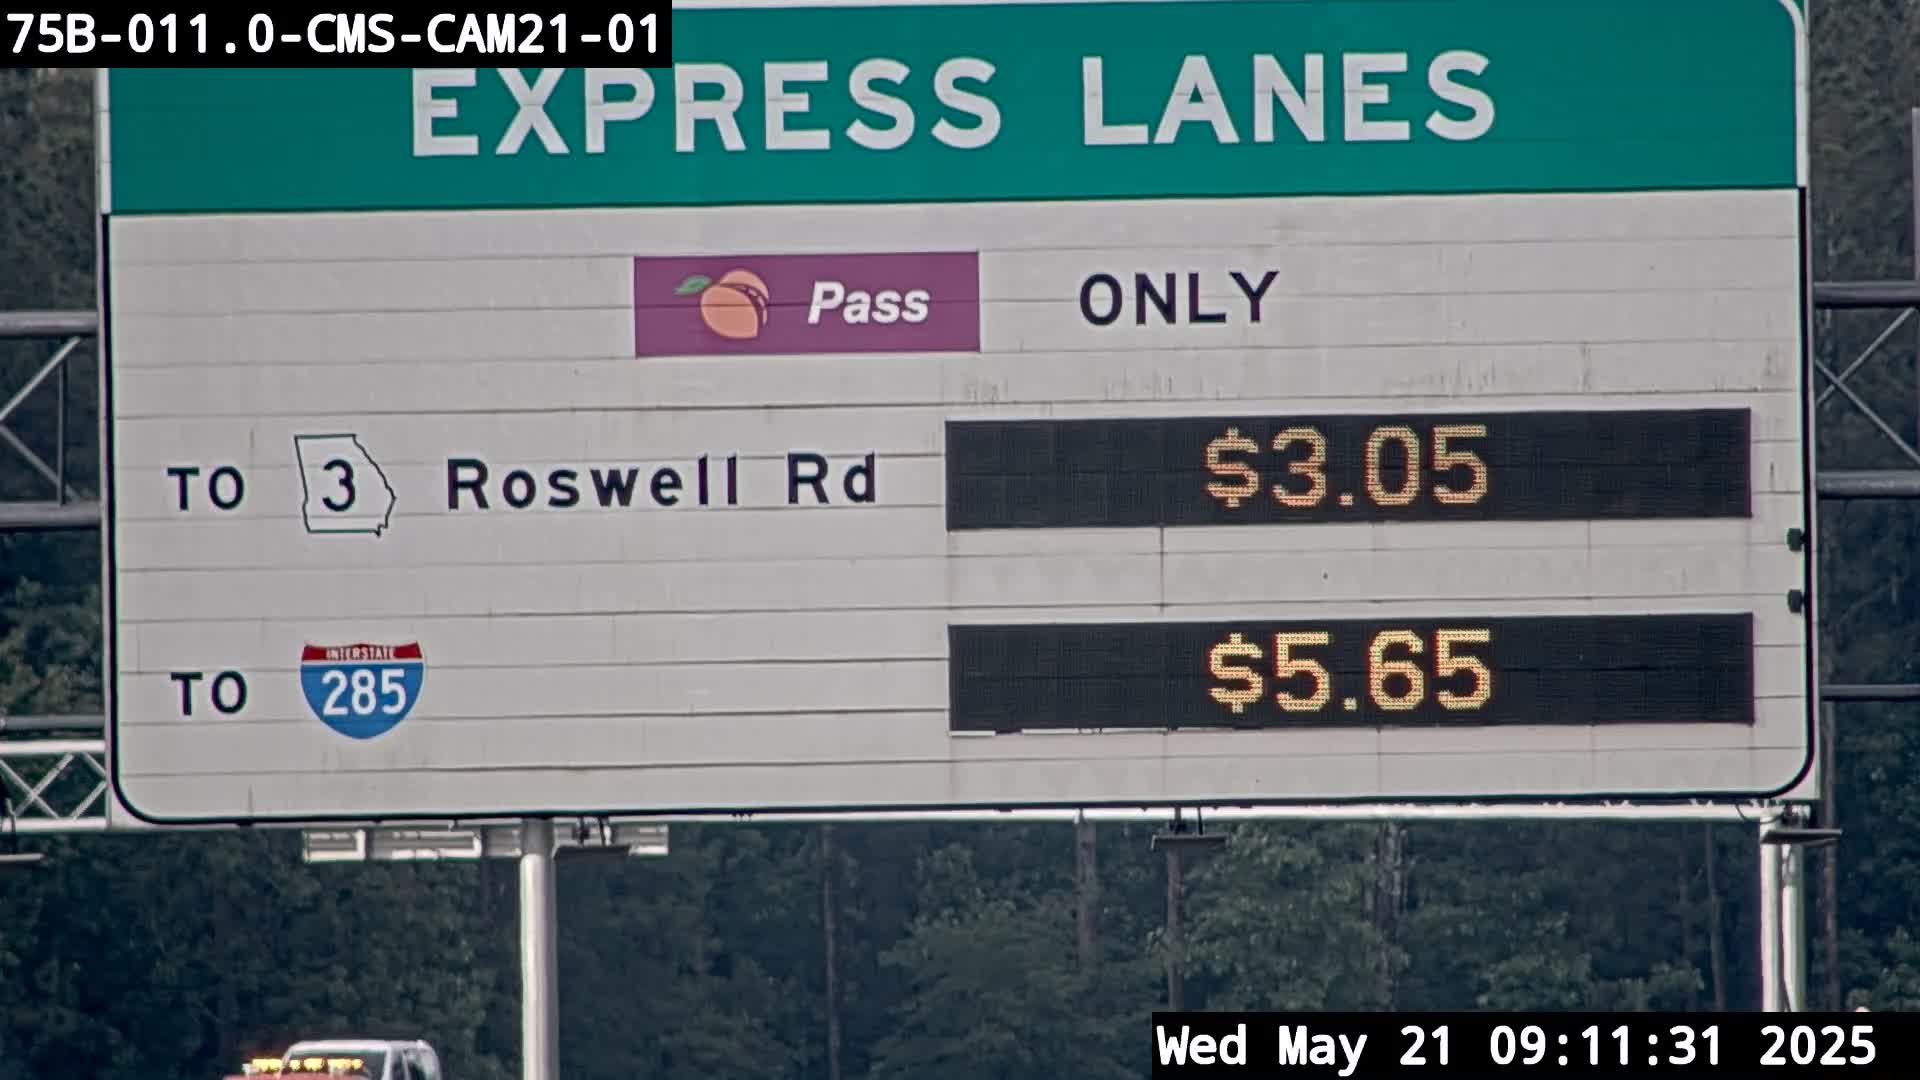 75B-011.0-CMS-CAM21-01
EXPRESS LANES
Pass ONLY
TO 3 Roswell Rd $3.05
TO INTERSTATE 285 $5.65
Wed May 21 09:11:31 2025